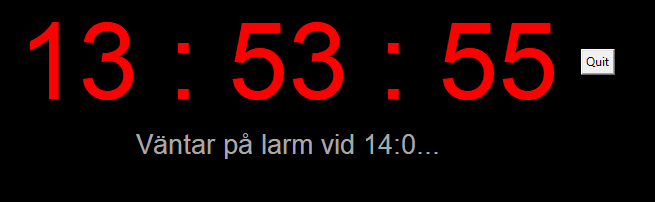 13 : 53 : 55
Quit
Väntar på larm vid 14:0...